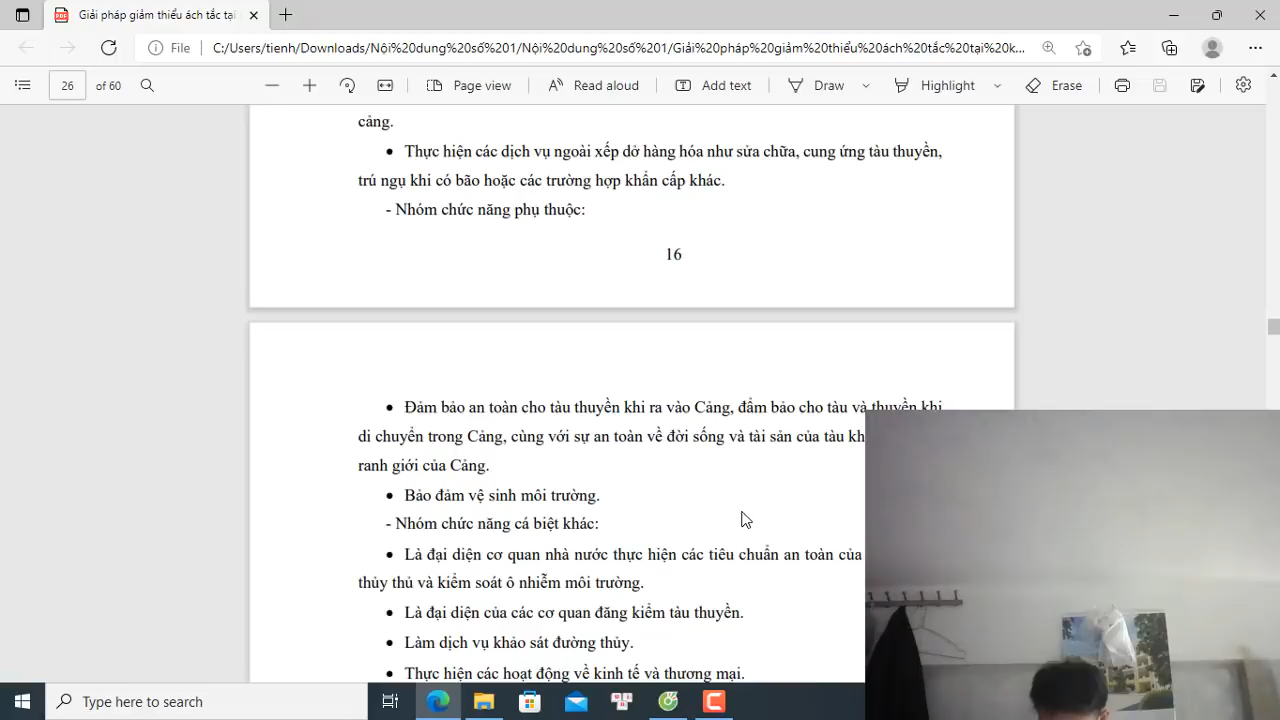 Giải pháp giảm thiểu ách tắc tại
File
C:/Users/tienh/Downloads/Nội%20dung%20số%201/Nội%20dung%20số%201/Giải%20pháp%20giảm%20thiểu%20ách%20tắc%20tại%20k...
26 of 60
Page view
Read aloud
Add text
Draw
Highlight
Erase
cảng.
• Thực hiện các dịch vụ ngoài xếp dở hàng hóa như sửa chữa, cung ứng tàu thuyền,
trú ngụ khi có bão hoặc các trường hợp khẩn cấp khác.
- Nhóm chức năng phụ thuộc:
16
• Đảm bảo an toàn cho tàu thuyền khi ra vào Cảng, đẩm bảo cho tàu và thuyền khi
di chuyển trong Cảng, cùng với sự an toàn về đời sống và tài sản của tàu
ranh giới của Cảng.
• Bảo đảm vệ sinh môi trường.
- Nhóm chức năng cá biệt khác:
• Là đại diện cơ quan nhà nước thực hiện các tiêu chuẩn an toàn của
thủy thủ và kiểm soát ô nhiễm môi trường.
• Là đại diện của các cơ quan đăng kiểm tàu thuyền.
• Làm dịch vụ khảo sát đường thủy.
• Thực hiện các hoạt động về kinh tế và thương mại.
Type here to search